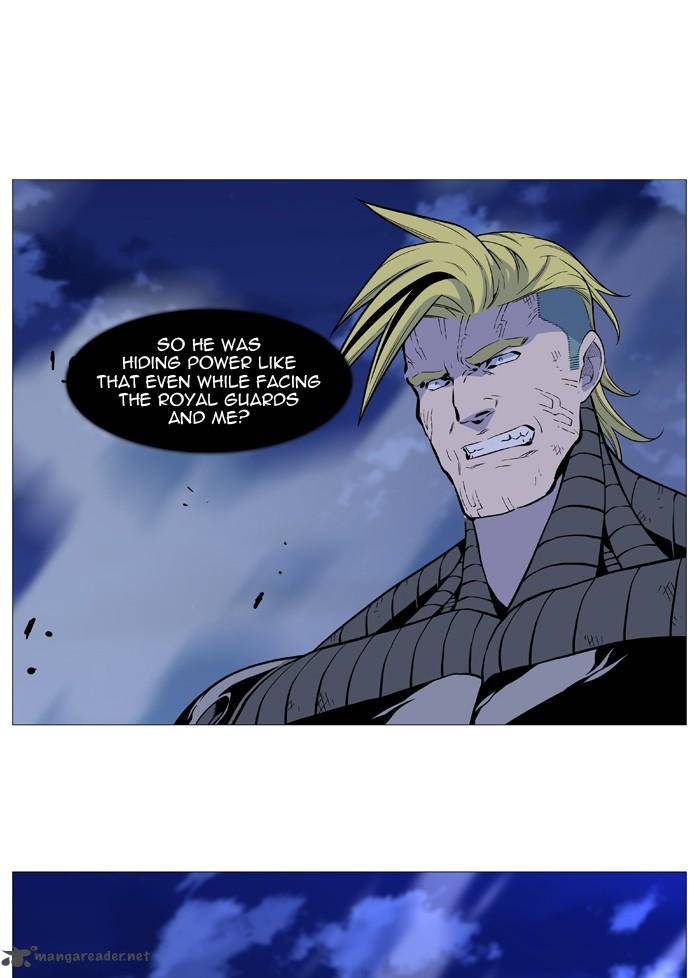 SO HE WAS
HIDING POWER LIKE
THAT EVEN WHILE FACING
THE ROYAL GUARDS
AND ME?
mangareader.net